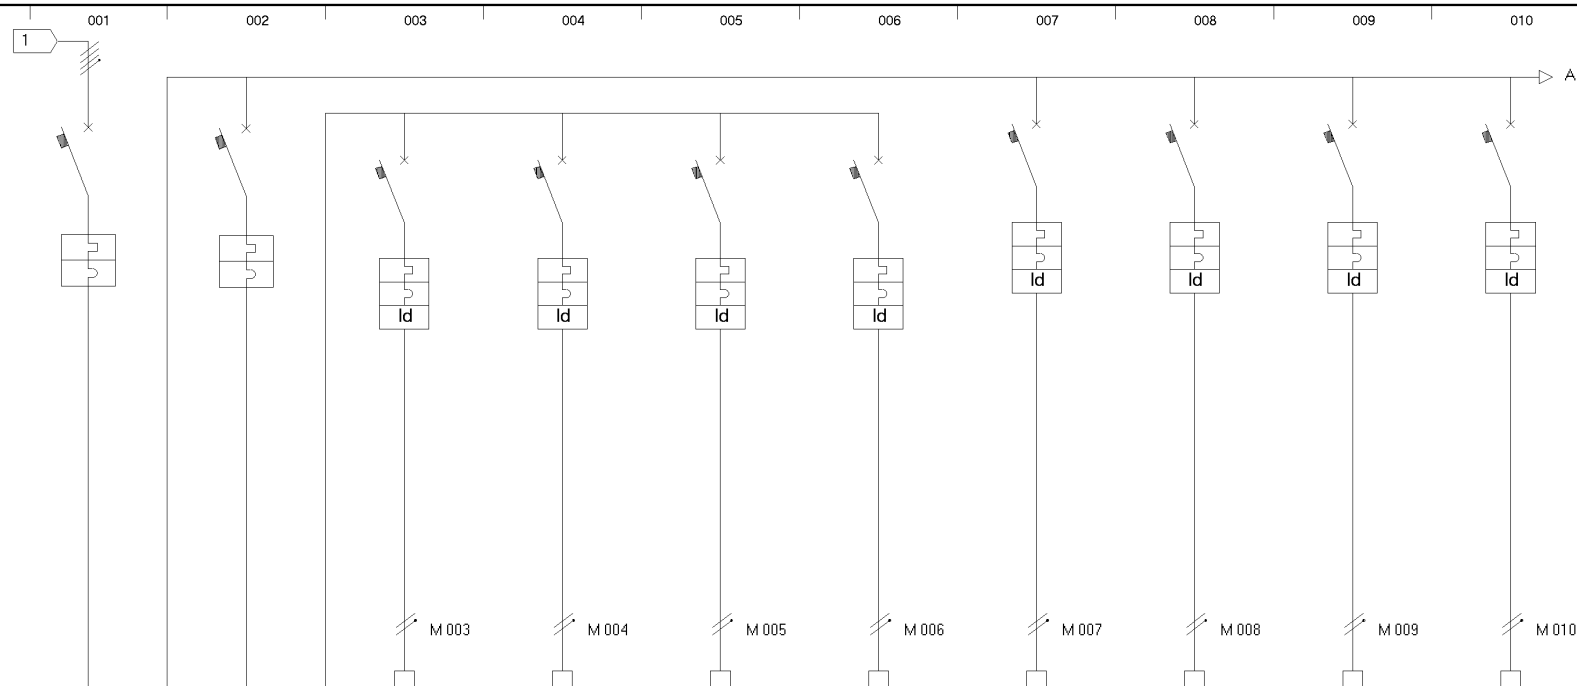 001 002 003 004 005 006 007 008 009 010
1
A
Id Id Id Id
Id Id Id Id
M 003 M 004 M 005 M 006 M 007 M 008 M 009 M 010